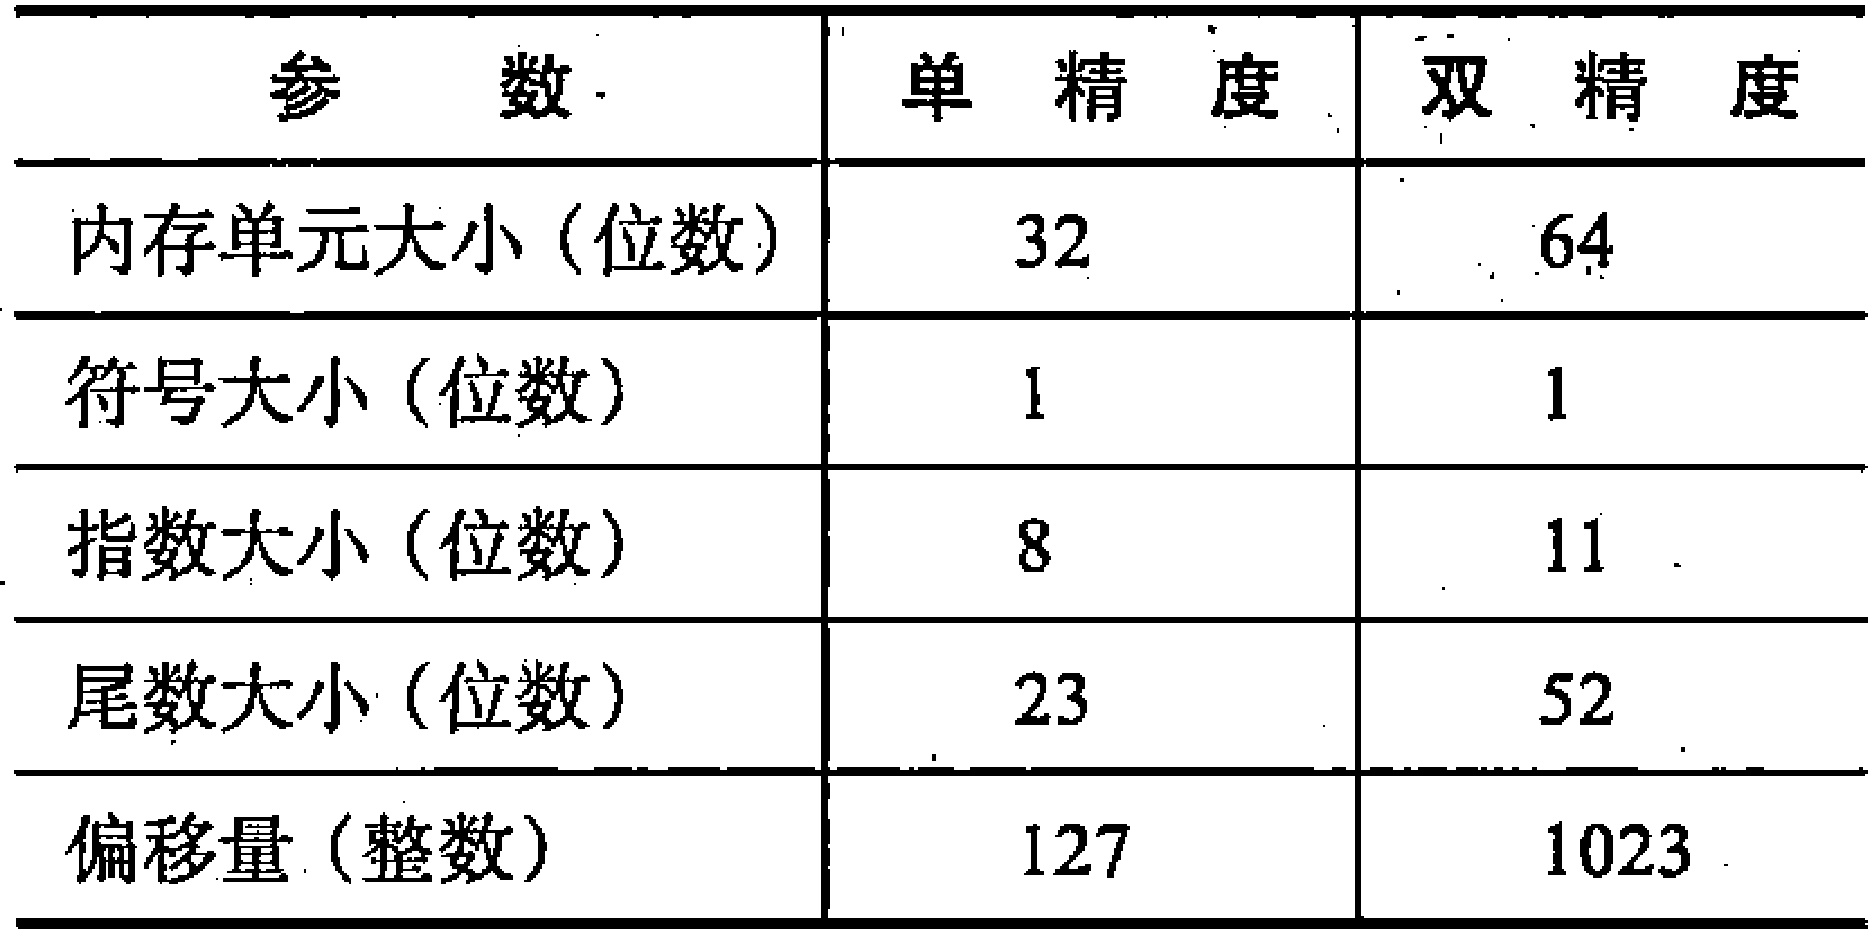 参 数 单 精 度 双 精 度
内存单元大小（位数） 32 64
符号大小（位数） 1 1
指数大小（位数） 8 11
尾数大小（位数） 23 52
偏移量（整数） 127 1023